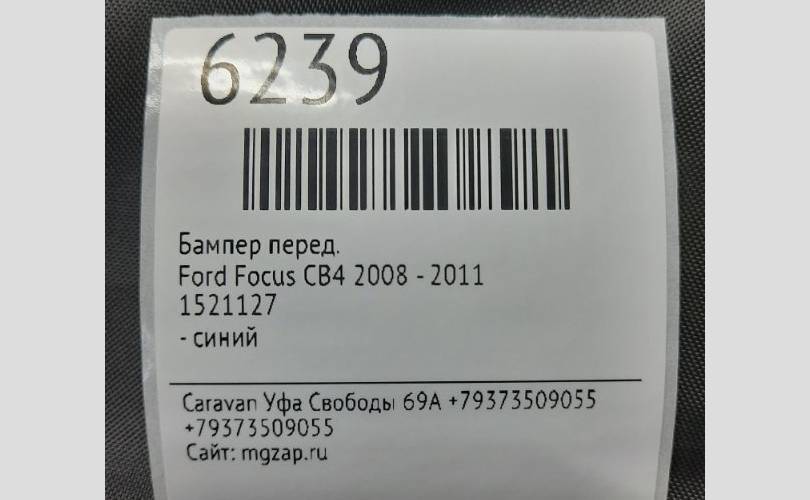 6239
Бампер перед.
Ford Focus CB4 2008 - 2011
1521127
- синий
Caravan Уфа Свободы 69А +79373509055
+79373509055
Сайт: mgzap.ru